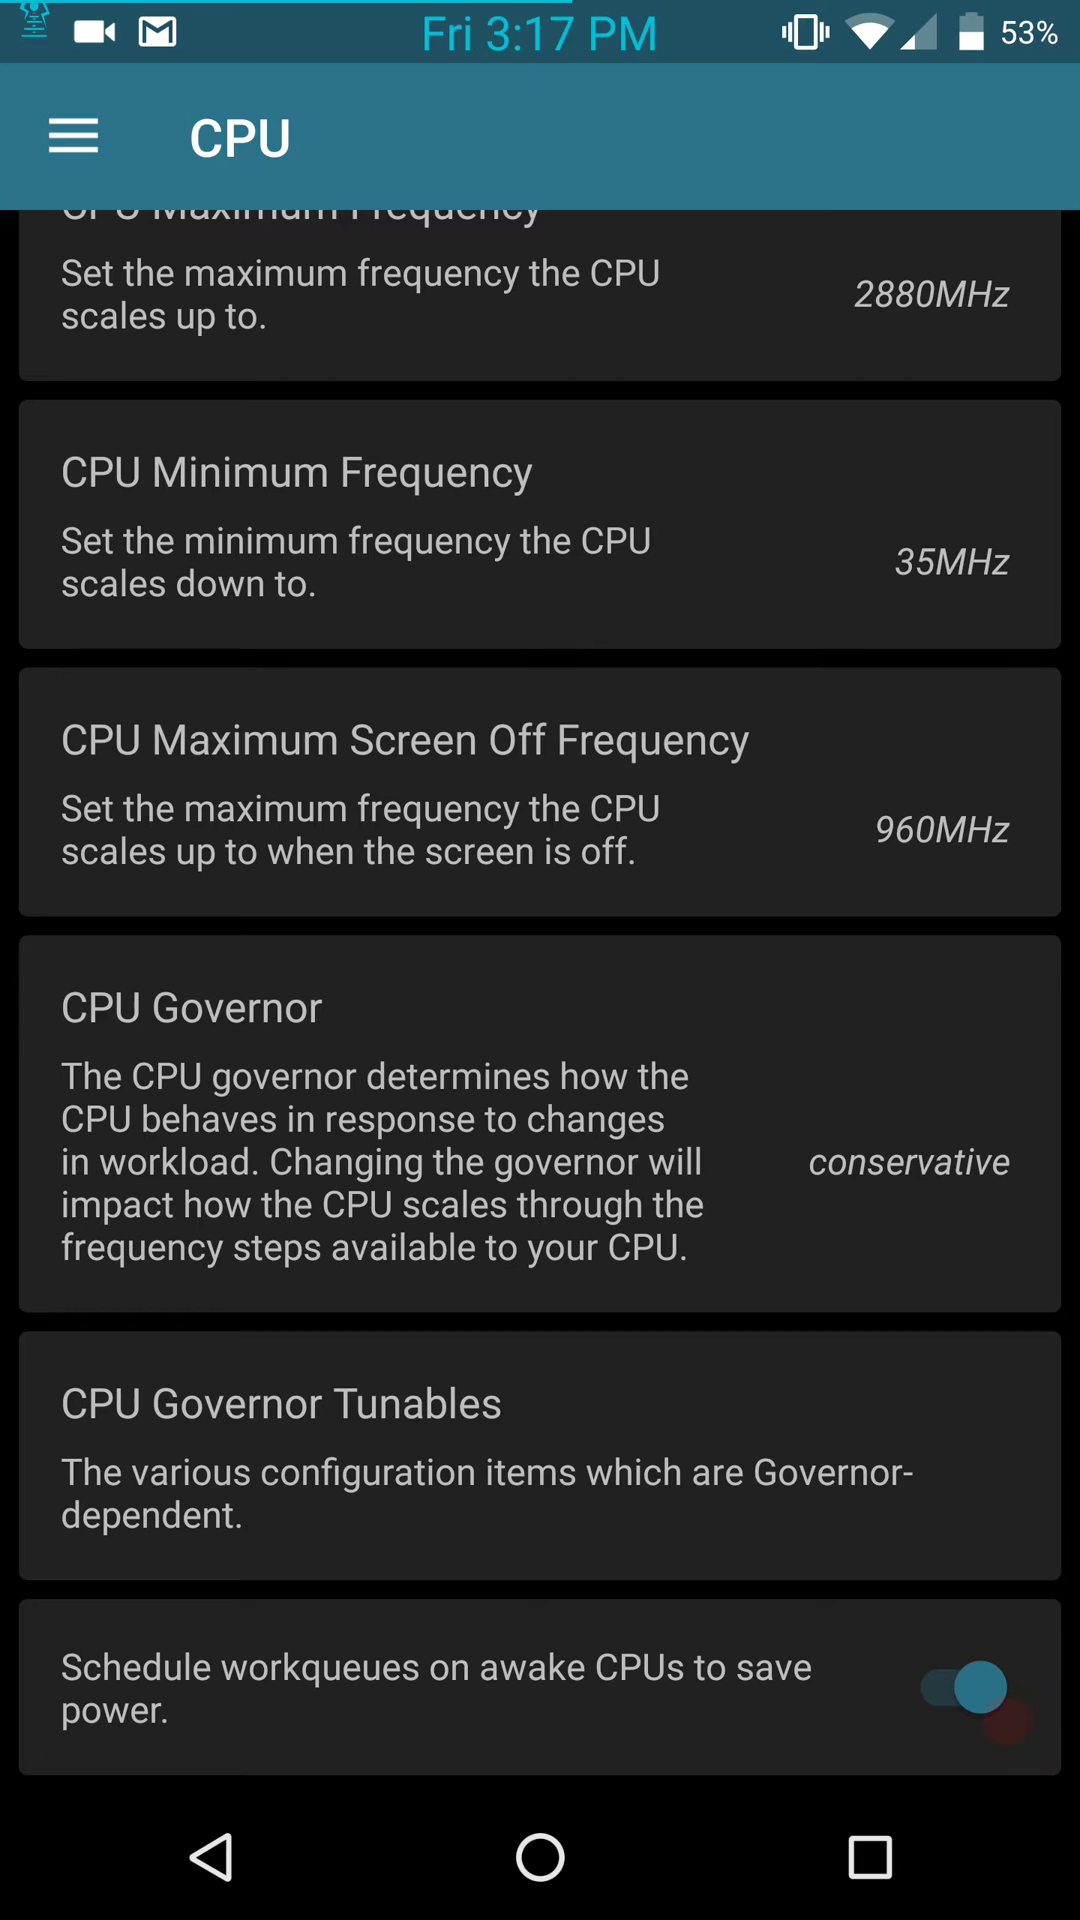 Fri 3:17 PM
53%
CPU
CPU Maximum Frequency
Set the maximum frequency the CPU
scales up to.
2880MHz
CPU Minimum Frequency
Set the minimum frequency the CPU
scales down to.
35MHz
CPU Maximum Screen Off Frequency
Set the maximum frequency the CPU
scales up to when the screen is off.
960MHz
CPU Governor
The CPU governor determines how the
CPU behaves in response to changes
in workload. Changing the governor will
impact how the CPU scales through the
frequency steps available to your CPU.
conservative
CPU Governor Tunables
The various configuration items which are Governor-
dependent.
Schedule workqueues on awake CPUs to save
power.